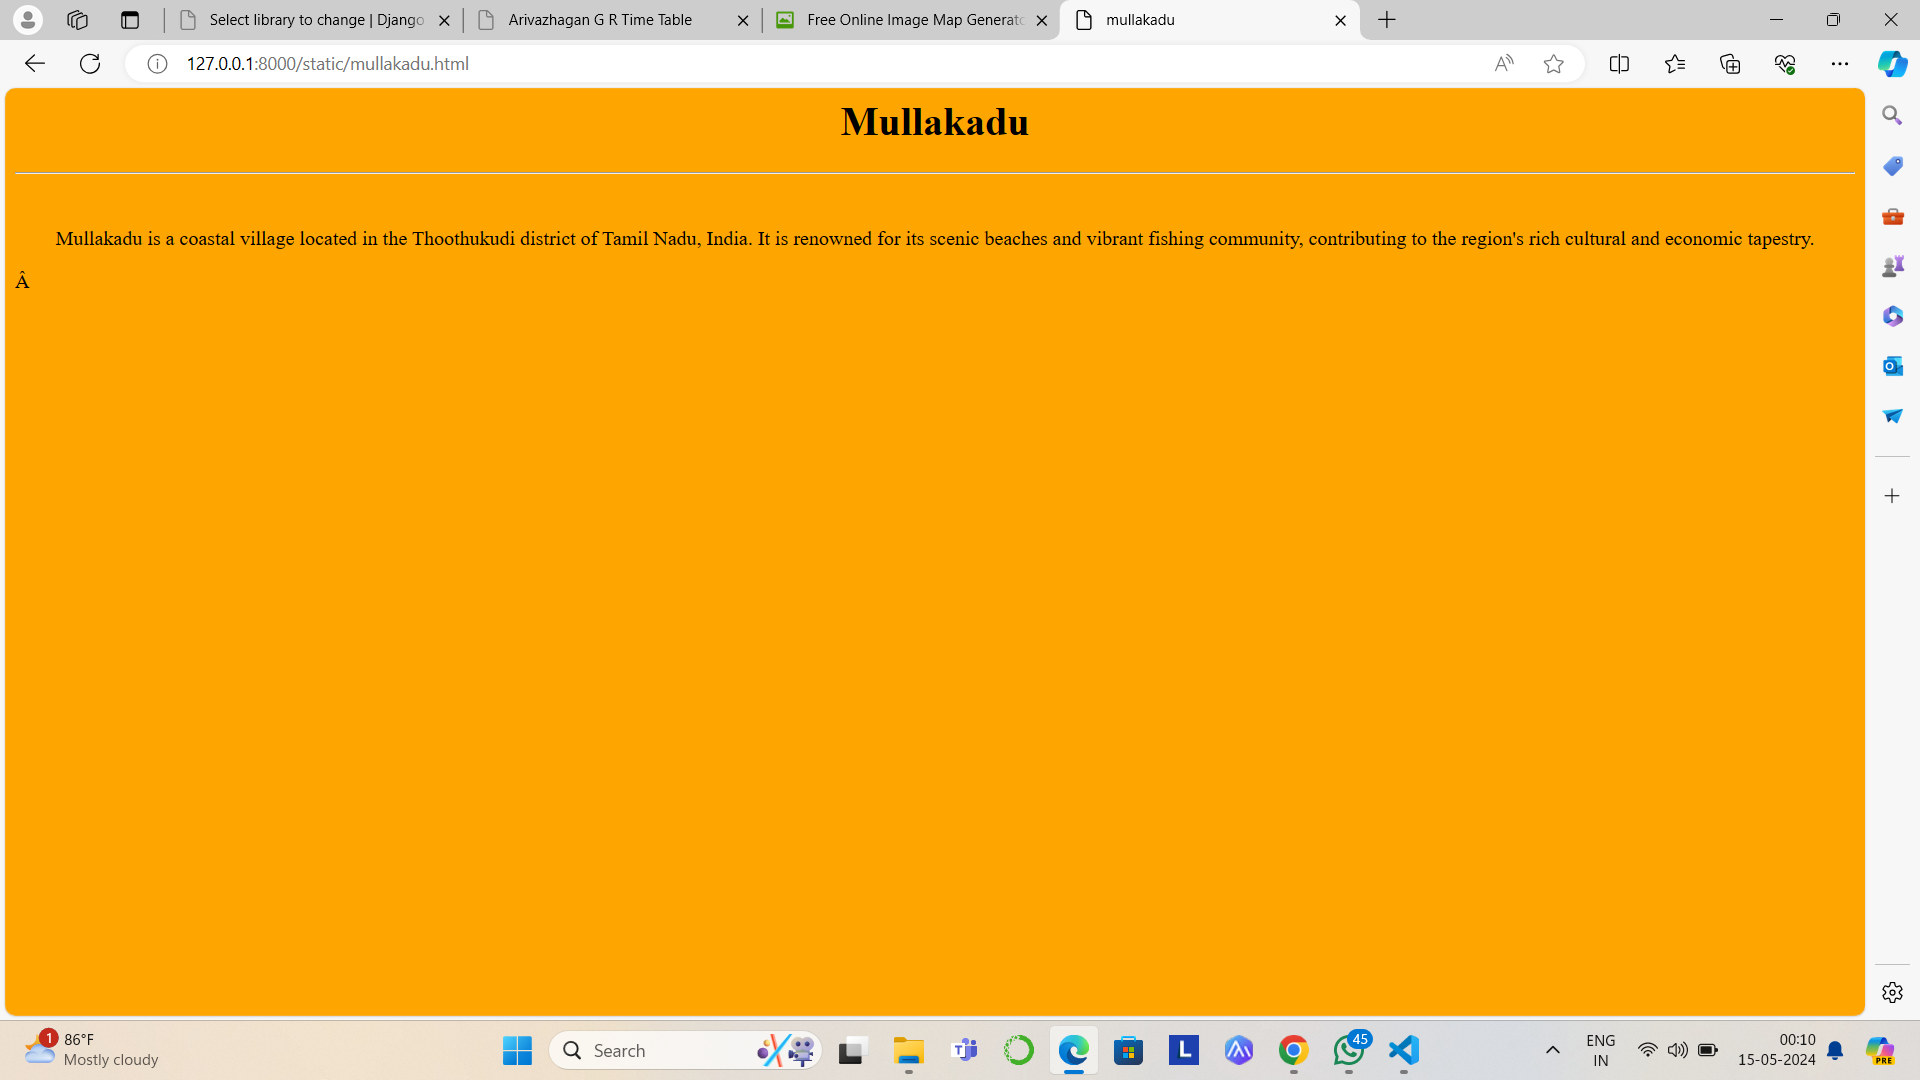 Select library to change | Django
Arivazhagan G R Time Table
Free Online Image Map Generato
mullakadu
127.0.0.1:8000/static/mullakadu.html
Mullakadu
Mullakadu is a coastal village located in the Thoothukudi district of Tamil Nadu, India. It is renowned for its scenic beaches and vibrant fishing community, contributing to the region's rich cultural and economic tapestry.
Â
1
86°F
Mostly cloudy
Search
45
ENG
IN
00:10
15-05-2024
PRE